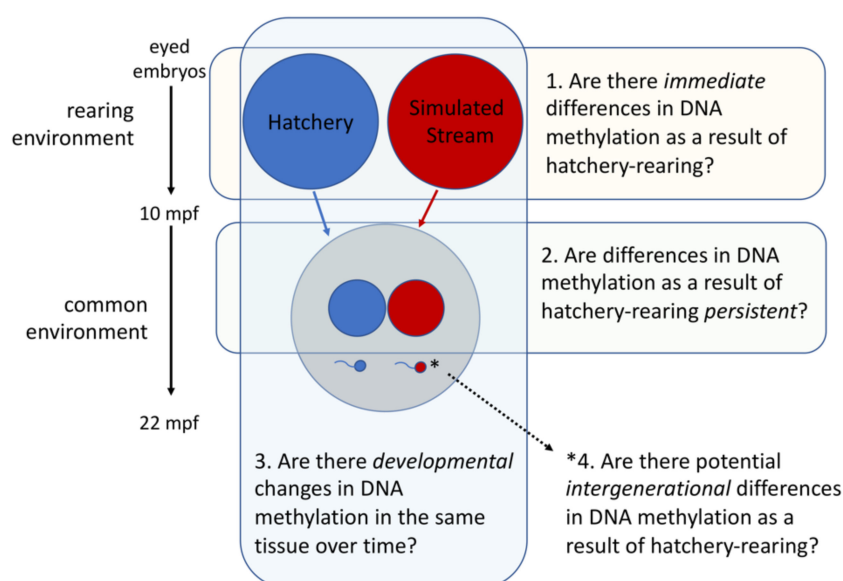 eyed
embryos
rearing
environment
10 mpf
common
environment
22 mpf
Hatchery
Simulated
Stream
1. Are there immediate
differences in DNA
methylation as a result of
hatchery-rearing?
2. Are differences in DNA
methylation as a result of
hatchery-rearing persistent?
*
3. Are there developmental
changes in DNA
methylation in the same
tissue over time?
*4. Are there potential
intergenerational differences
in DNA methylation as a
result of hatchery-rearing?